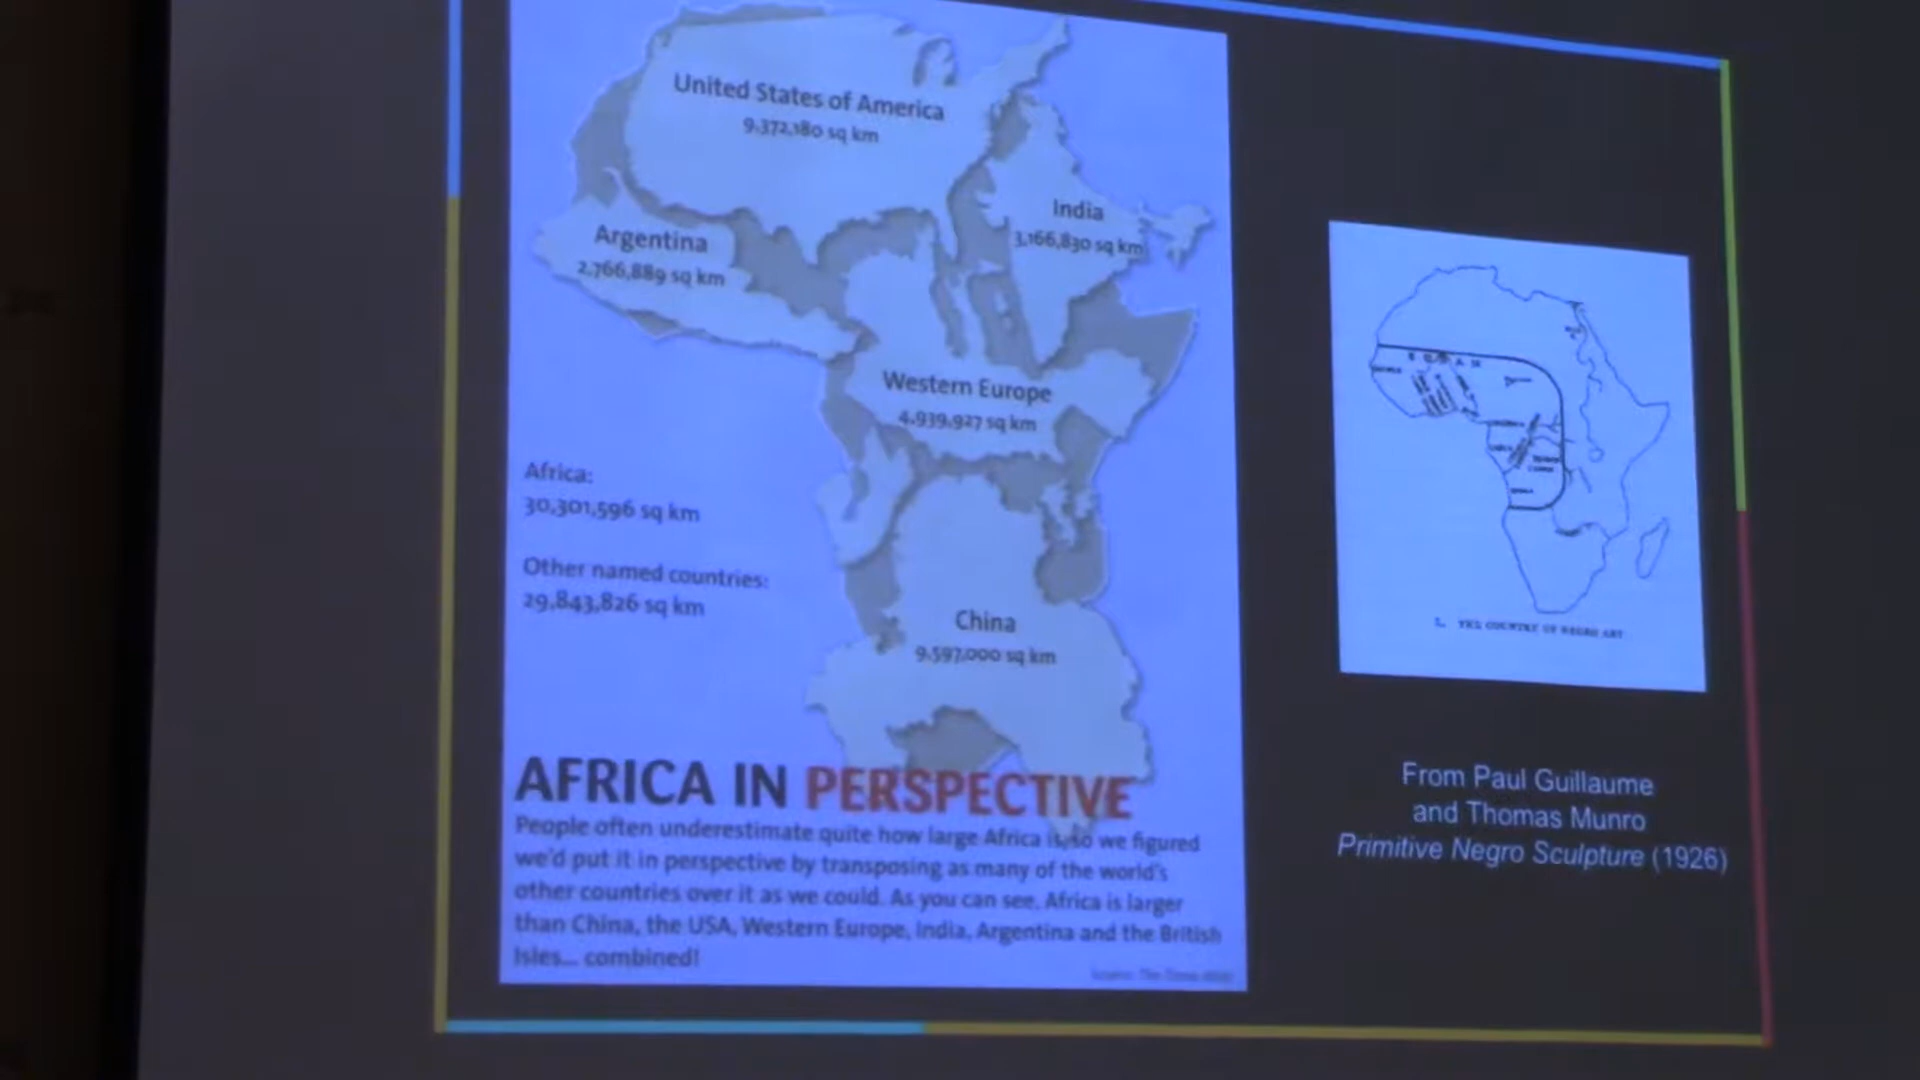 United States of America
9,372,180 sq km
India
3,166,830 sq km
Argentina
2,766,889 sq km
Western Europe
4,939,927 sq km
Africa:
30,301,596 sq km
Other named countries:
29,843,826 sq km
China
9,597,000 sq km
AFRICA IN PERSPECTIVE
People often underestimate quite how large Africa is, so we figured
we'd put it in perspective by transposing as many of the world's
other countries over it as we could. As you can see, Africa is larger
than China, the USA, Western Europe, India, Argentina and the British
Isles... combined!
THE COUNTRY OF NEGRO ART
From Paul Guillaume
and Thomas Munro
Primitive Negro Sculpture (1926)